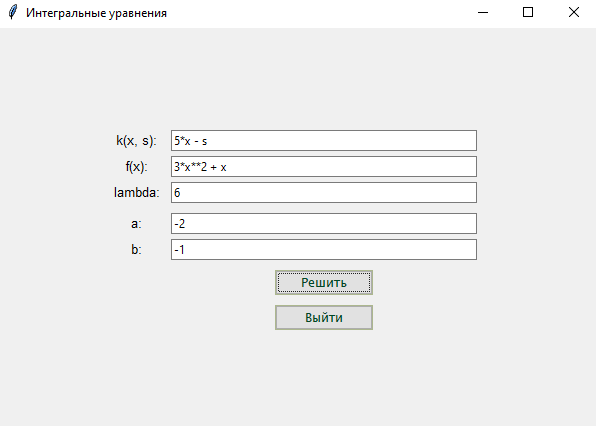 Интегральные уравнения
k(x, s): 5*x - s
f(x): 3*x**2 + x
lambda: 6
a: -2
b: -1
Решить
Выйти